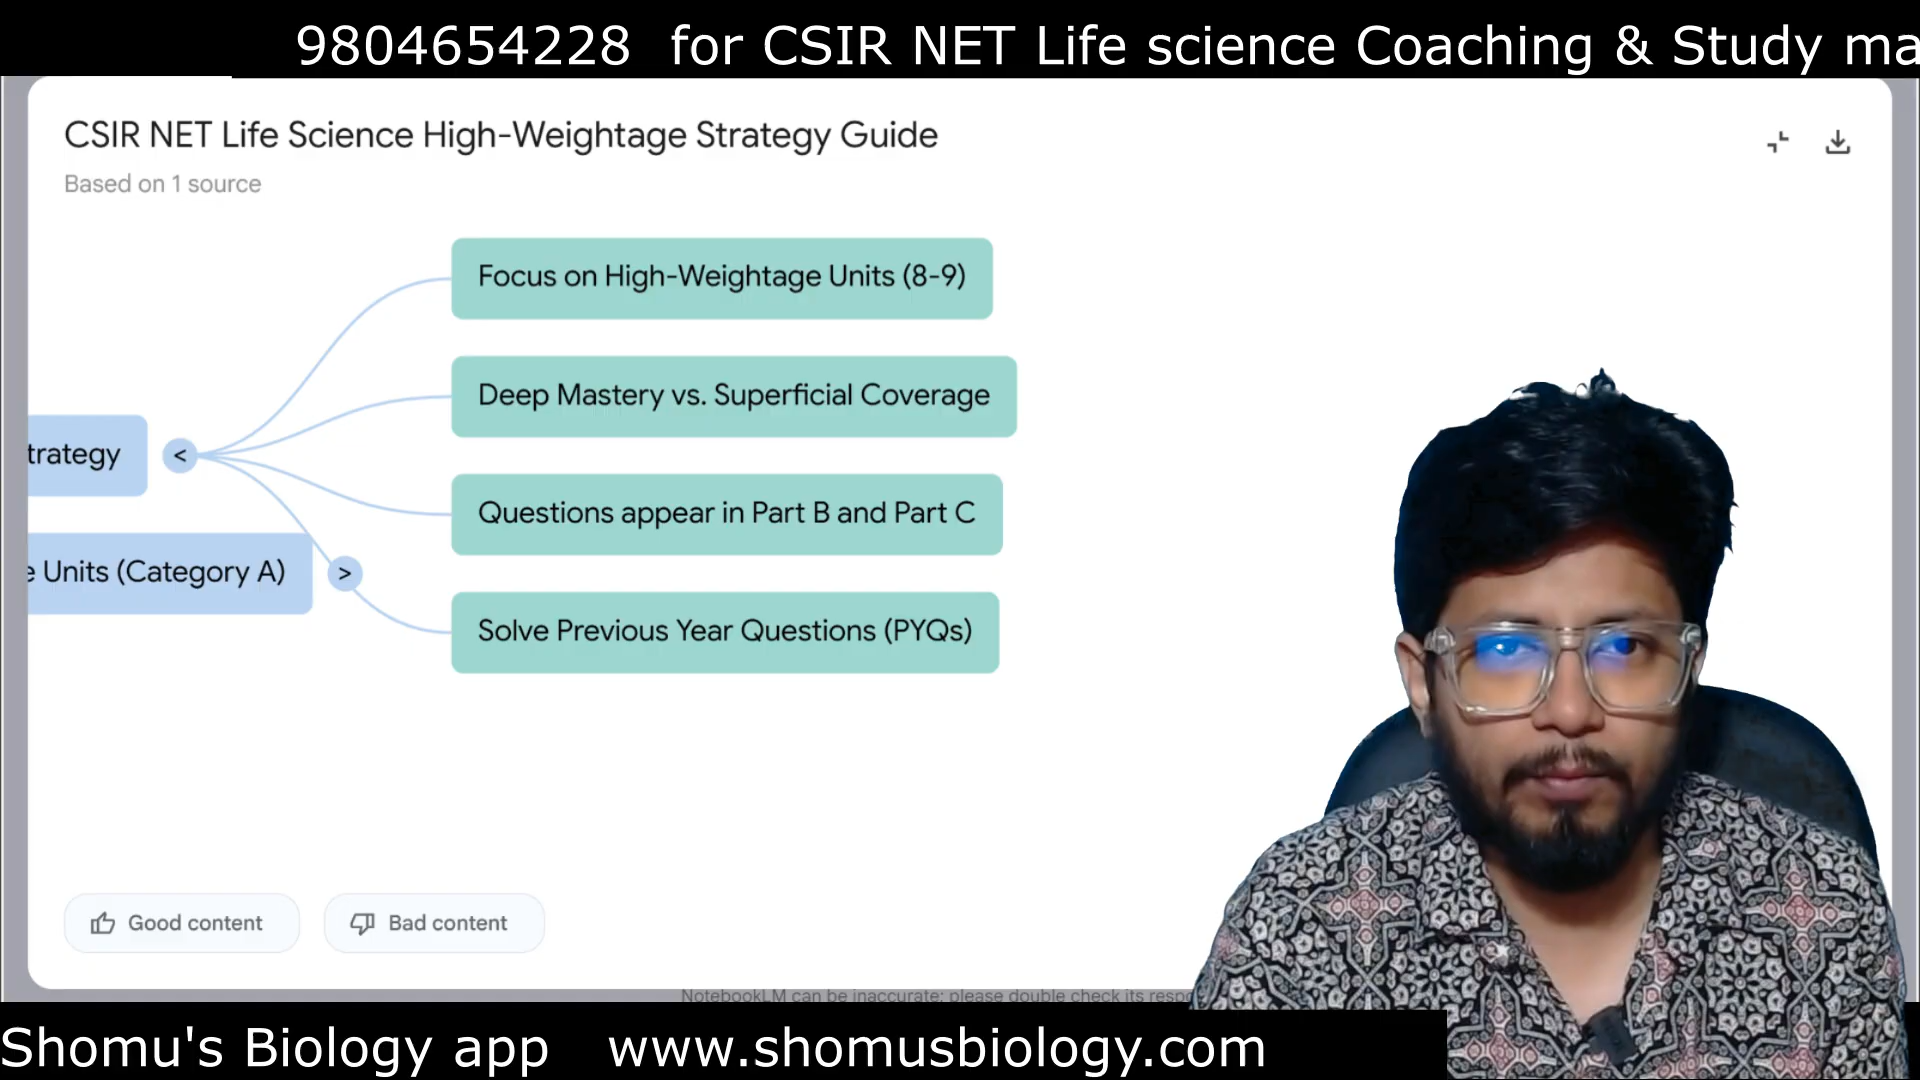 9804654228 for CSIR NET Life science Coaching & Study ma
CSIR NET Life Science High-Weightage Strategy Guide
Based on 1 source
Focus on High-Weightage Units (8-9)
Deep Mastery vs. Superficial Coverage
trategy
<
Questions appear in Part B and Part C
e Units (Category A)
>
Solve Previous Year Questions (PYQs)
Good content
Bad content
NotebookLM can be inaccurate; please double check its resp
Shomu's Biology app www.shomusbiology.com